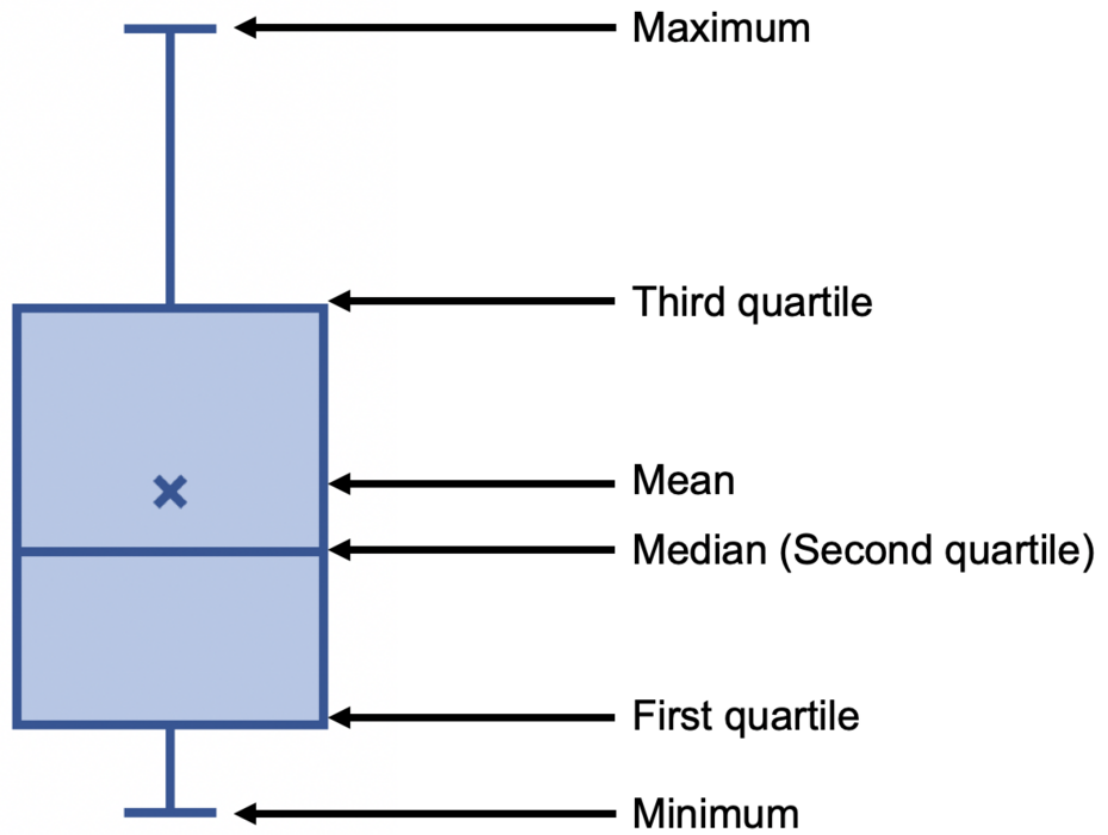 Maximum
Third quartile
Mean
Median (Second quartile)
First quartile
Minimum